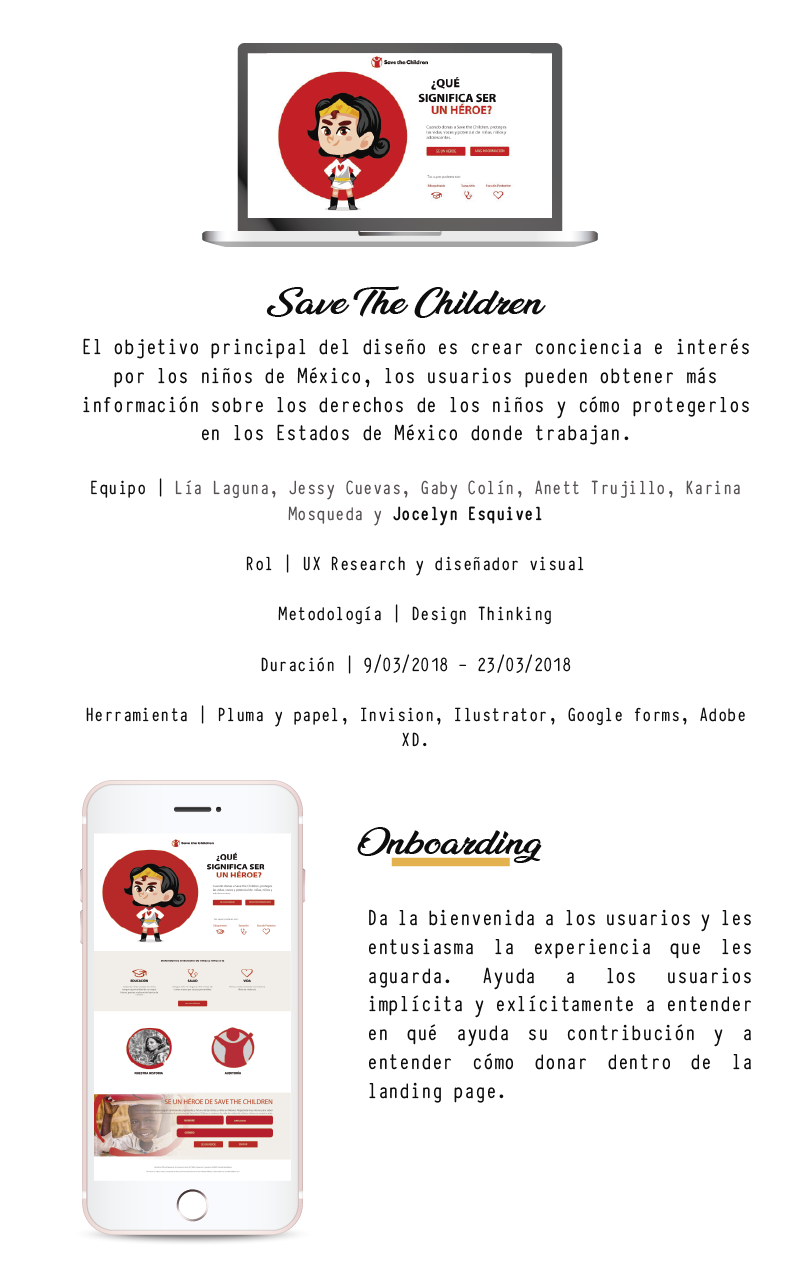 Save the Children
¿QUÉ
SIGNIFICA SER
UN HÉROE?
Save The Children
El objetivo principal del diseño es crear conciencia e interés
por los niños de México, los usuarios pueden obtener más
información sobre los derechos de los niños y cómo protegerlos
en los Estados de México donde trabajan.
Equipo | Lía Laguna, Jessy Cuevas, Gaby Colín, Anett Trujillo, Karina
Mosqueda y Jocelyn Esquivel
Rol | UX Research y diseñador visual
Metodología | Design Thinking
Duración | 9/03/2018 - 23/03/2018
Herramienta | Pluma y papel, Invision, Ilustrator, Google forms, Adobe
XD.
Save the Children
¿QUÉ
SIGNIFICA SER
UN HÉROE?
EDUCACIÓN
SALUD
VIDA
NUESTRA HISTORIA
AUDITORÍA
SE UN HÉROE DE SAVE THE CHILDREN
Onboarding
Da la bienvenida a los usuarios y les
entusiasma la experiencia que les
aguarda. Ayuda a los usuarios
implícita y exlícitamente a entender
en qué ayuda su contribución y a
entender cómo donar dentro de la
landing page.